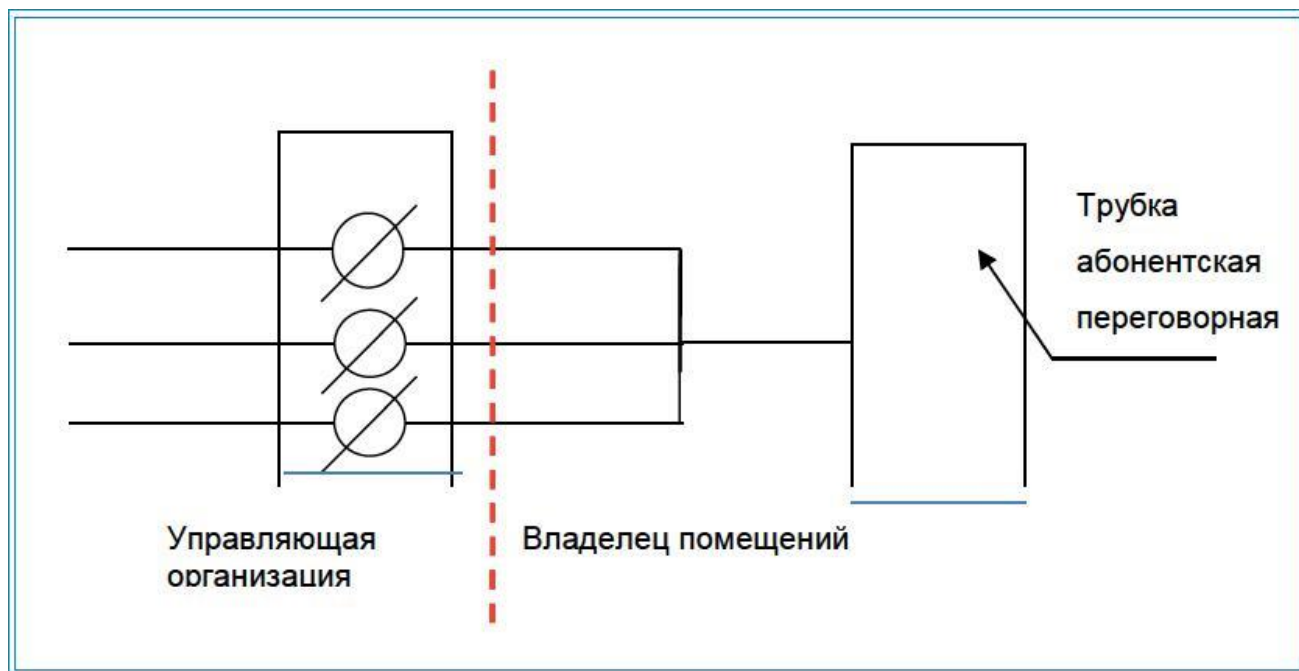 Трубка
абонентская
переговорная
Управляющая
организация
Владелец помещений